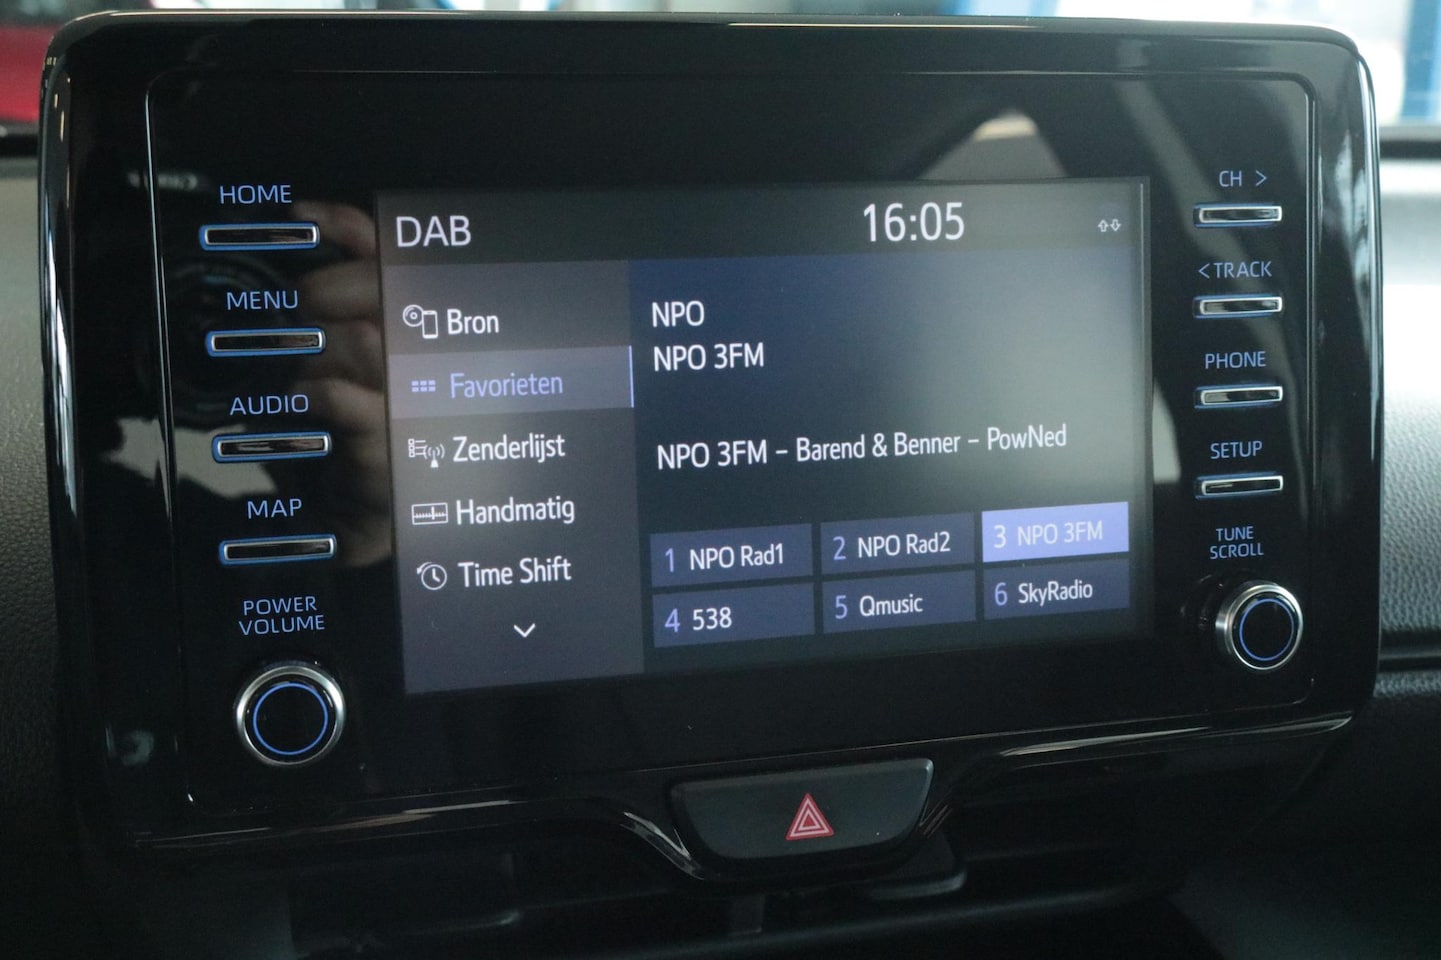 HOME
MENU
AUDIO
MAP
POWER
VOLUME
DAB
16:05
Bron
Favorieten
Zenderlijst
Handmatig
Time Shift
NPO
NPO 3FM
NPO 3FM – Barend & Benner – PowNed
1 NPO Rad1
2 NPO Rad2
3 NPO 3FM
4 538
5 Qmusic
6 SkyRadio
CH >
< TRACK
PHONE
SETUP
TUNE
SCROLL